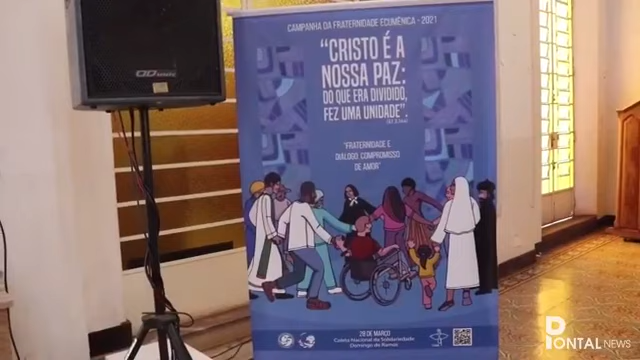 CAMPANHA DA FRATERNIDADE ECUMÊNICA - 2021
“CRISTO É A
NOSSA PAZ:
DO QUE ERA DIVIDIDO,
FEZ UMA UNIDADE”.
"FRATERNIDADE E
DIÁLOGO: COMPROMISSO
DE AMOR"
28 DE MARÇO
Coleta Nacional da Solidariedade
Domingo de Ramos
PONTAL NEWS